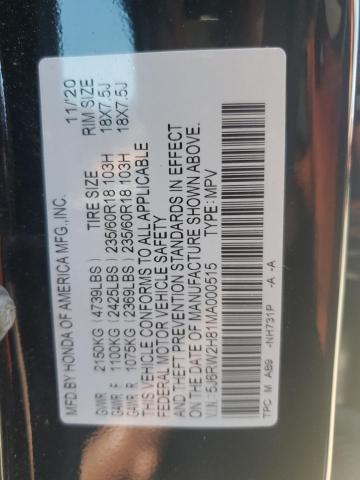 MFD.BY HONDA OF AMERICA MFG.,INC. 11/20
TIRE SIZE RIM SIZE
GVWR 2150KG (4739LBS)
GAWR F 1100KG (2425LBS) 235/60R18 103H 18X7.5J
GAWR R 1075KG (2369LBS) 235/60R18 103H 18X7.5J
THIS VEHICLE CONFORMS TO ALL APPLICABLE
FEDERAL MOTOR VEHICLE SAFETY
AND THEFT PREVENTION STANDARDS IN EFFECT
ON THE DATE OF MANUFACTURE SHOWN ABOVE.
V.I.N.: 5J6RW2H81MA000515 TYPE: MPV
TPC M AB9 -NH731P -A -A